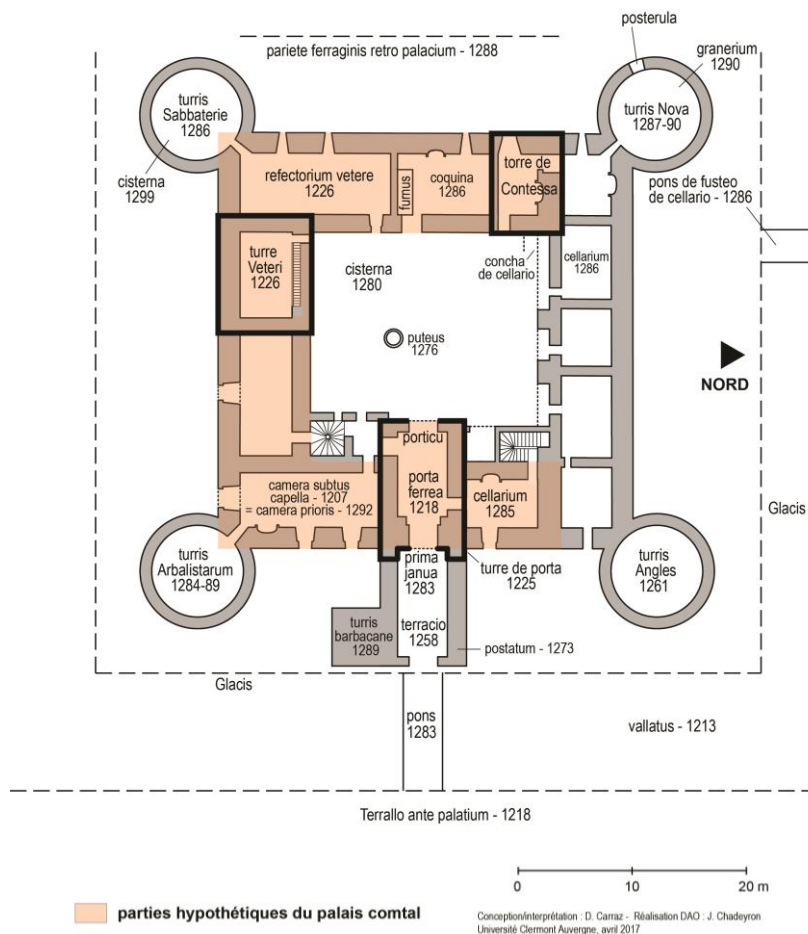 posterula
pariete ferraginis retro palacium - 1288
granerium
1290
turris
Sabbaterie
1286
turris Nova
1287-90
cisterna
1299
refectorium vetere
1226
fumus
coquina
1286
torre de
Contessa
pons de fusteo
de cellario - 1286
turre
Veteri
1226
cisterna
1280
concha
de cellario
cellarium
1286
puteus
1276
NORD
porticu
porta
ferrea
1218
camera subtus
capella - 1207
= camera prioris - 1292
cellarium
1285
Glacis
turris
Arbalistarum
1284-89
prima
janua
1283
turre de porta
1225
turris
Angles
1261
turris
barbacane
1289
terracio
1258
postatum - 1273
Glacis
pons
1283
vallatus - 1213
Terrallo ante palatium - 1218
0 10 20 m
parties hypothétiques du palais comtal
Conception/interprétation : D. Carraz - Réalisation DAO : J. Chadeyron
Université Clermont Auvergne, avril 2017